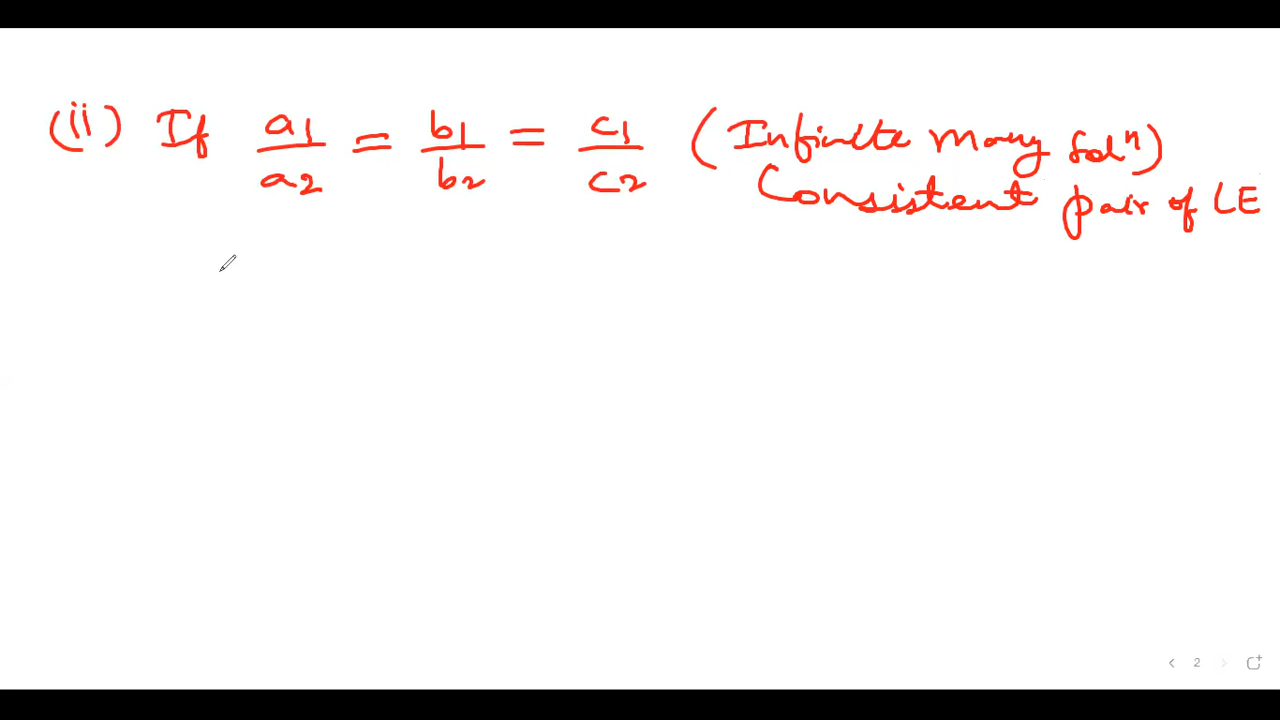 (ii) If a1/a2 = b1/b2 = c1/c2 (Infinite many Solⁿ)
Consistent pair of LE
2